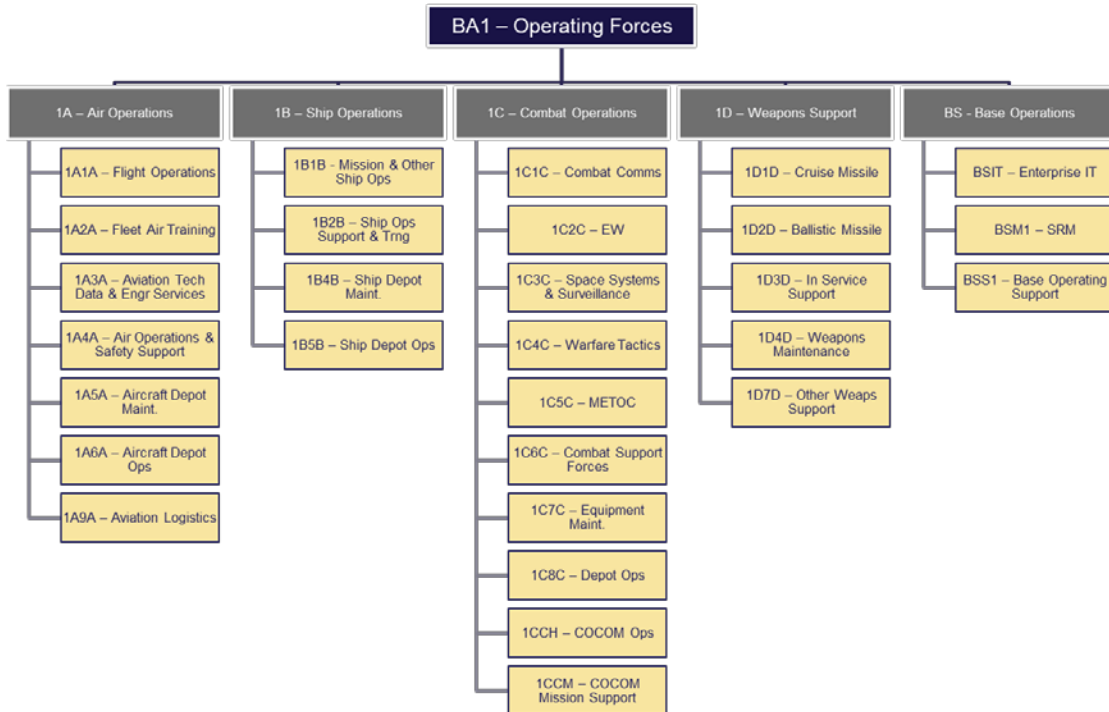 BA1 – Operating Forces
1A – Air Operations
1B – Ship Operations
1C – Combat Operations
1D – Weapons Support
BS - Base Operations
1A1A – Flight Operations
1A2A – Fleet Air Training
1A3A – Aviation Tech
Data & Engr Services
1A4A – Air Operations &
Safety Support
1A5A – Aircraft Depot
Maint.
1A6A – Aircraft Depot
Ops
1A9A – Aviation Logistics
1B1B - Mission & Other
Ship Ops
1B2B – Ship Ops
Support & Trng
1B4B – Ship Depot
Maint.
1B5B – Ship Depot Ops
1C1C – Combat Comms
1C2C – EW
1C3C – Space Systems
& Surveillance
1C4C – Warfare Tactics
1C5C – METOC
1C6C – Combat Support
Forces
1C7C – Equipment
Maint.
1C8C – Depot Ops
1CCH – COCOM Ops
1CCM – COCOM
Mission Support
1D1D – Cruise Missile
1D2D – Ballistic Missile
1D3D – In Service
Support
1D4D – Weapons
Maintenance
1D7D – Other Weaps
Support
BSIT – Enterprise IT
BSM1 – SRM
BSS1 – Base Operating
Support